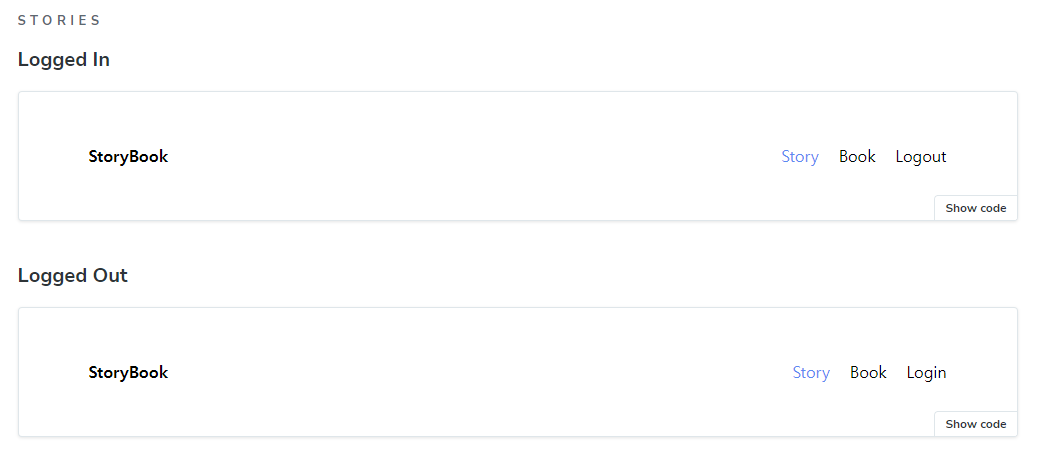 STORIES
Logged In
StoryBook Story Book Logout
Show code
Logged Out
StoryBook Story Book Login
Show code